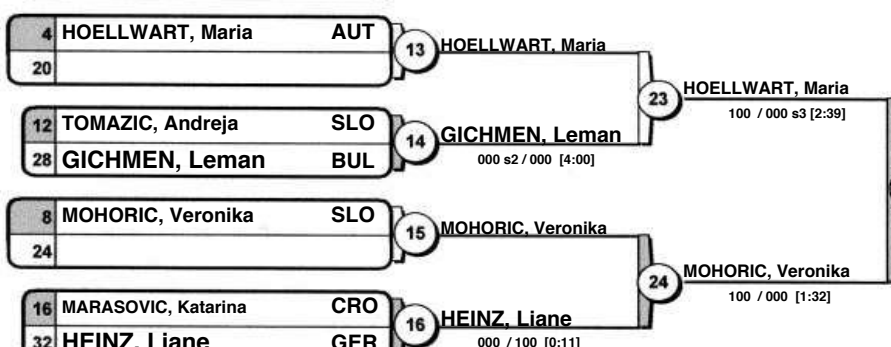 4 HOELLWART, Maria AUT
20
13 HOELLWART, Maria
23 HOELLWART, Maria
100 / 000 s3 [2:39]
12 TOMAZIC, Andreja SLO
28 GICHMEN, Leman BUL
14 GICHMEN, Leman
000 s2 / 000 [4:00]
8 MOHORIC, Veronika SLO
24
15 MOHORIC, Veronika
24 MOHORIC, Veronika
100 / 000 [1:32]
16 MARASOVIC, Katarina CRO
32 HEINZ, Liane GER
16 HEINZ, Liane
000 / 100 [0:11]